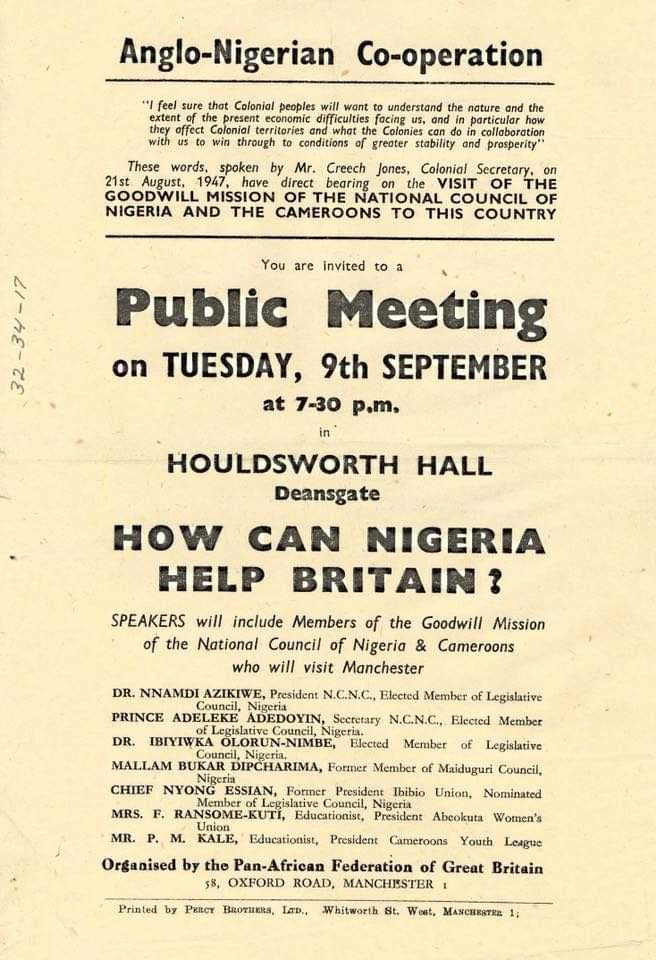 Anglo-Nigerian Co-operation
"I feel sure that Colonial peoples will want to understand the nature and the
extent of the present economic difficulties facing us, and in particular how
they affect Colonial territories and what the Colonies can do in collaboration
with us to win through to conditions of greater stability and prosperity"
These words, spoken by Mr. Creech Jones, Colonial Secretary, on
21st August, 1947, have direct bearing on the VISIT OF THE
GOODWILL MISSION OF THE NATIONAL COUNCIL OF
NIGERIA AND THE CAMEROONS TO THIS COUNTRY
You are invited to a
Public Meeting
on TUESDAY, 9th SEPTEMBER
at 7-30 p.m.
in
HOULDSWORTH HALL
Deansgate
HOW CAN NIGERIA
HELP BRITAIN?
SPEAKERS will include Members of the Goodwill Mission
of the National Council of Nigeria & Cameroons
who will visit Manchester
DR. NNAMDI AZIKIWE, President N.C.N.C., Elected Member of Legislative
Council, Nigeria
PRINCE ADELEKE ADEDOYIN, Secretary N.C.N.C., Elected Member
of Legislative Council, Nigeria.
DR. IBIYIWKA OLORUN-NIMBE, Elected Member of Legislative
Council, Nigeria.
MALLAM BUKAR DIPCHARIMA, Former Member of Maiduguri Council,
Nigeria
CHIEF NYONG ESSIAN, Former President Ibibio Union, Nominated
Member of Legislative Council, Nigeria
MRS. F. RANSOME-KUTI, Educationist, President Abeokuta Women's
Union
MR. P. M. KALE, Educationist, President Cameroons Youth League
Organised by the Pan-African Federation of Great Britain
58, OXFORD ROAD, MANCHESTER 1
Printed by PERCY BROTHERS, LTD., Whitworth St. West, MANCHESTER 1;
32-34-17